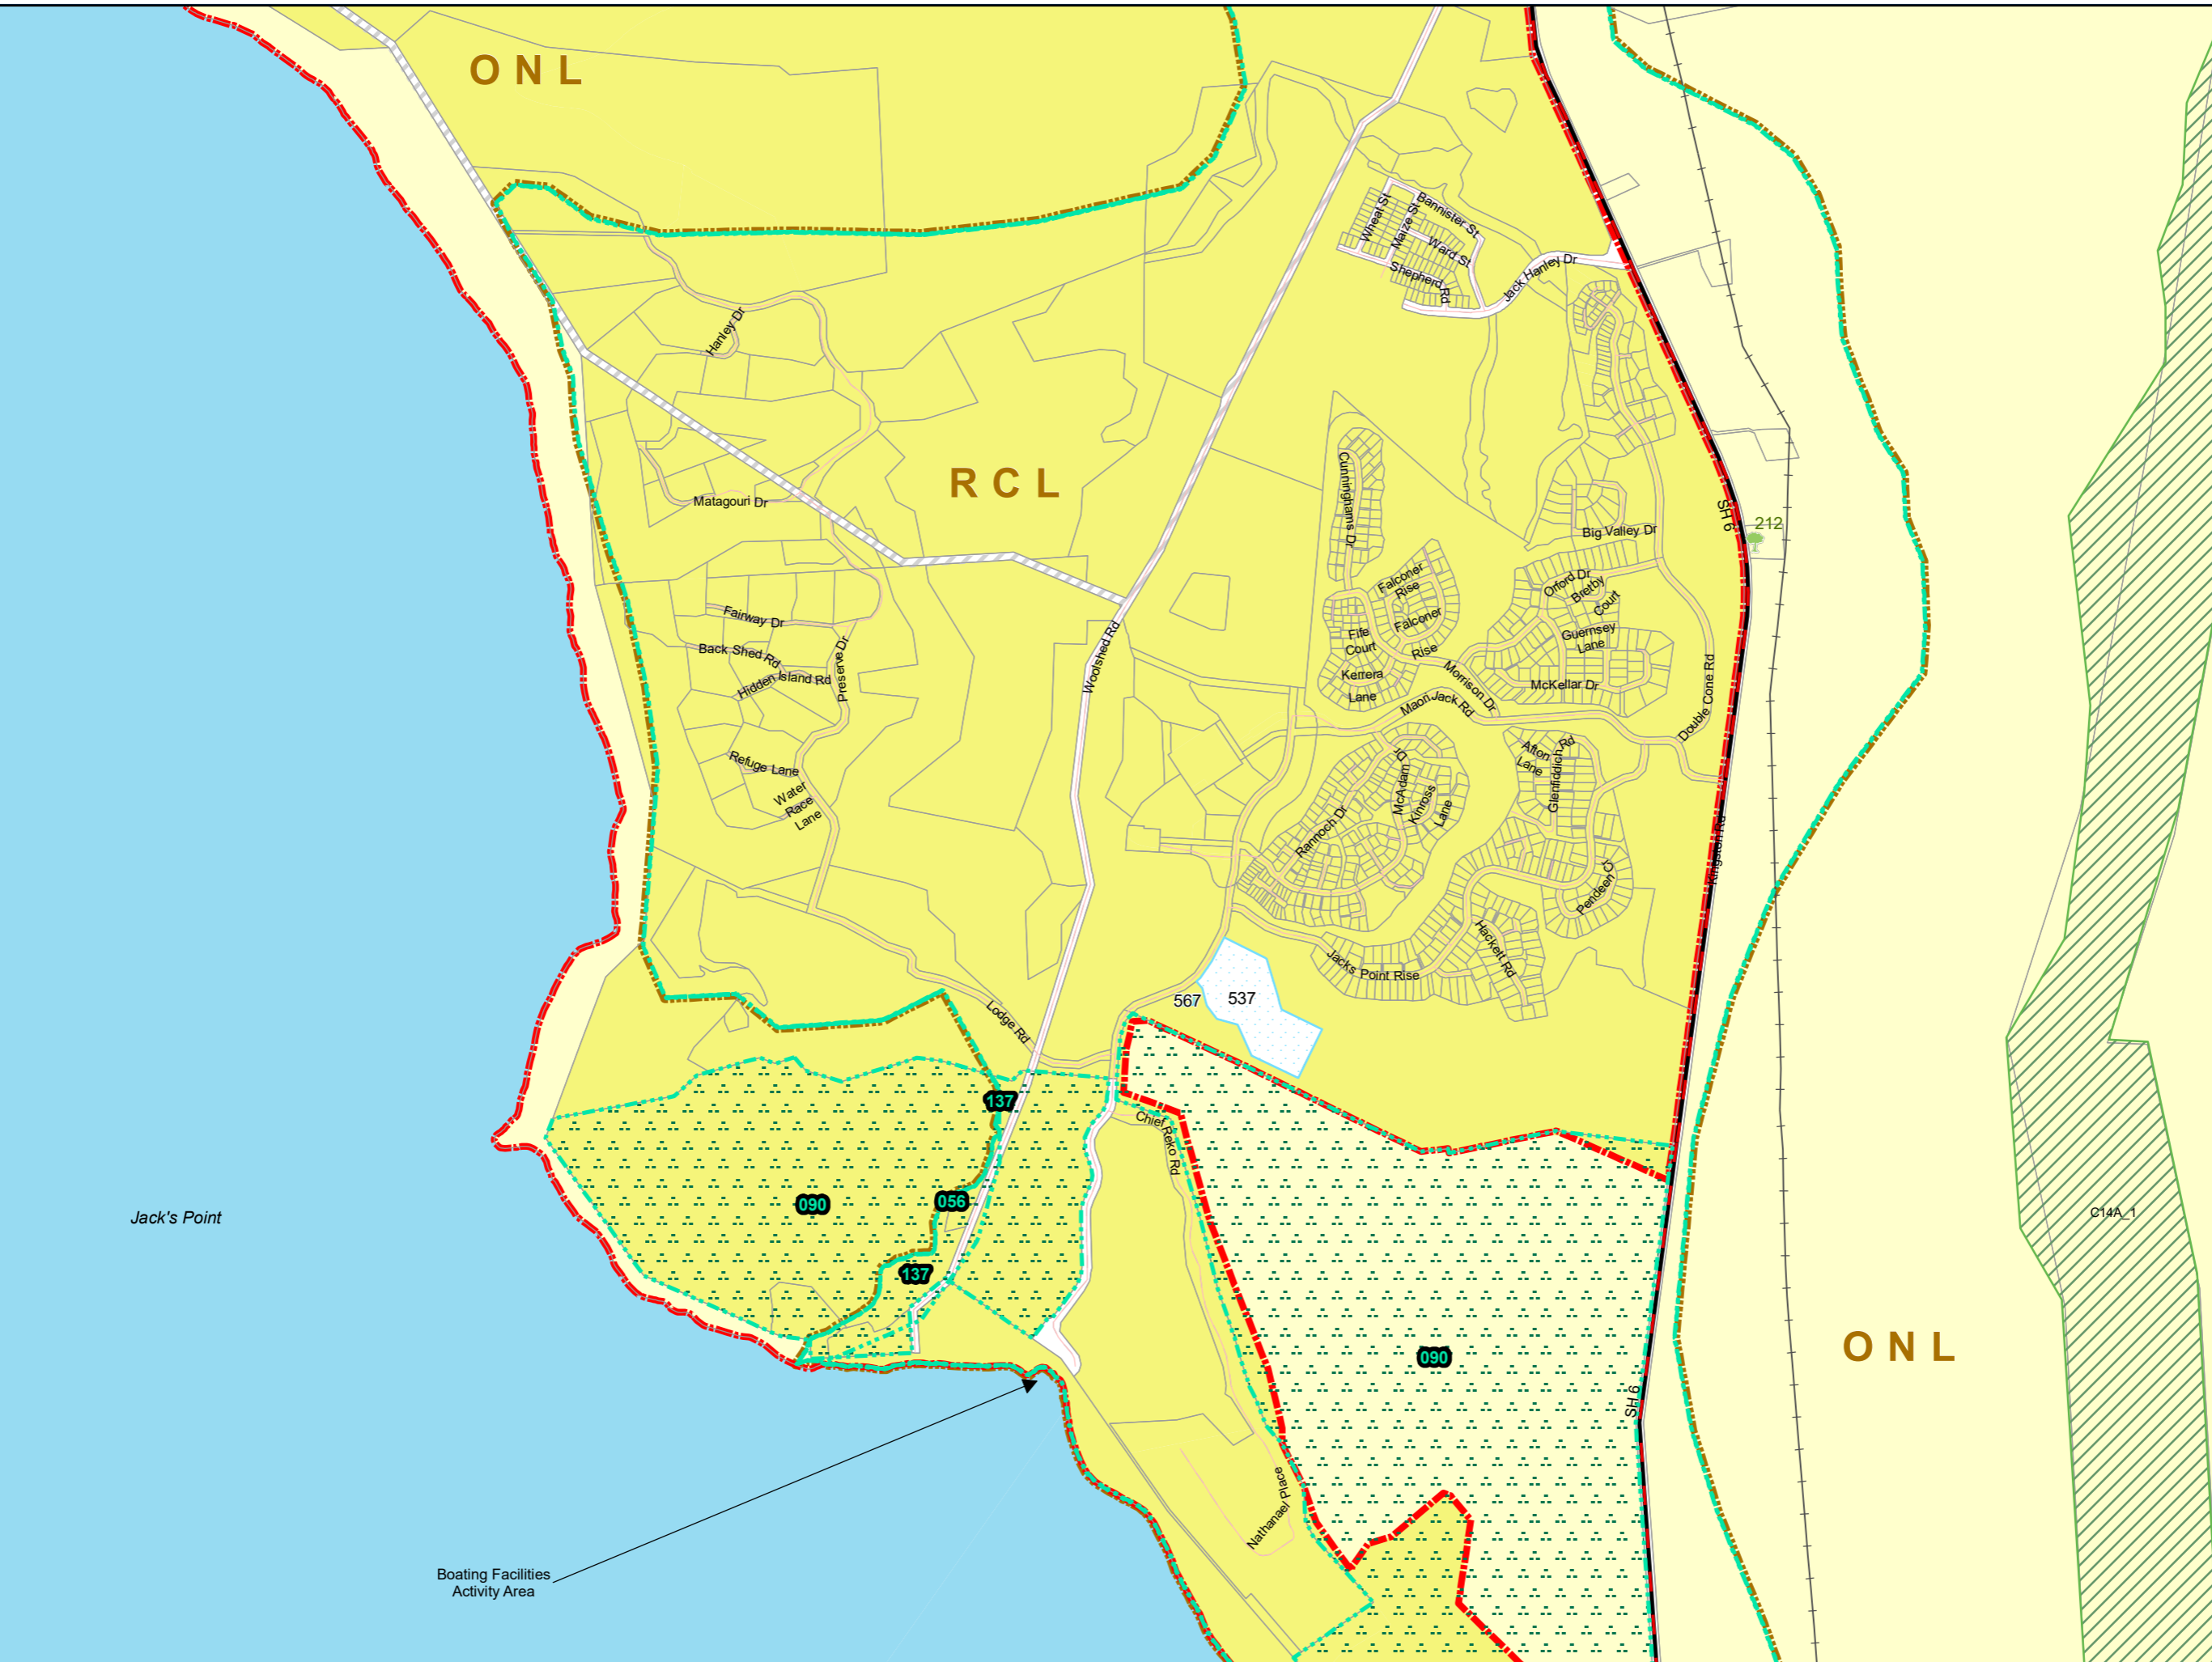 ONL
Wheat St
Maize St
Bannister St
Ward St
Shepherd Rd
Jack Hanley Dr
Hanley Dr
RCL
Matagouri Dr
Cunninghams Dr
SH 6
212
Big Valley Dr
Falconer
Rise
Orford Dr
Bretby
Court
Fairway Dr
Falconer
Rise
Fife
Court
Guernsey
Lane
Back Shed Rd
Preserve Dr
Woolshed Rd
Hidden Island Rd
Kerrera
Lane
Morrison Dr
McKellar Dr
Maori Jack Rd
Double Cone Rd
Refuge Lane
Water
Race
Lane
McAdam Dr
Kinross
Lane
Rannoch Dr
Afton
Lane
Glenfiddich Rd
Kingston Rd
Pendeen Cr
Hackett Rd
Jacks Point Rise
567
537
Lodge Rd
137
Chief Reko Rd
090
056
Jack's Point
C14A_1
137
ONL
090
SH 6
Nathanael Place
Boating Facilities
Activity Area